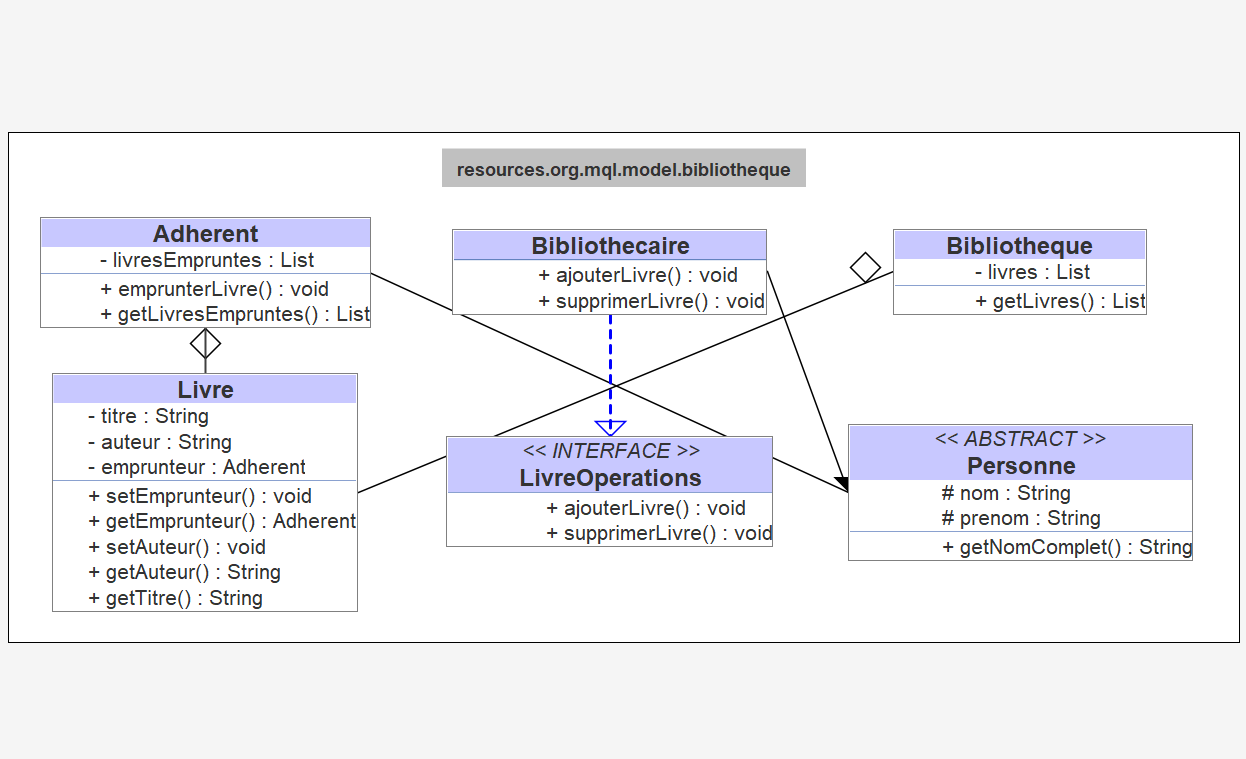 resources.org.mql.model.bibliotheque
Adherent
- livresEmpruntes : List
+ emprunterLivre() : void
+ getLivresEmpruntes() : List
Bibliothecaire
+ ajouterLivre() : void
+ supprimerLivre() : void
Bibliotheque
- livres : List
+ getLivres() : List
Livre
- titre : String
- auteur : String
- emprunteur : Adherent
+ setEmprunteur() : void
+ getEmprunteur() : Adherent
+ setAuteur() : void
+ getAuteur() : String
+ getTitre() : String
<< INTERFACE >>
LivreOperations
+ ajouterLivre() : void
+ supprimerLivre() : void
<< ABSTRACT >>
Personne
# nom : String
# prenom : String
+ getNomComplet() : String